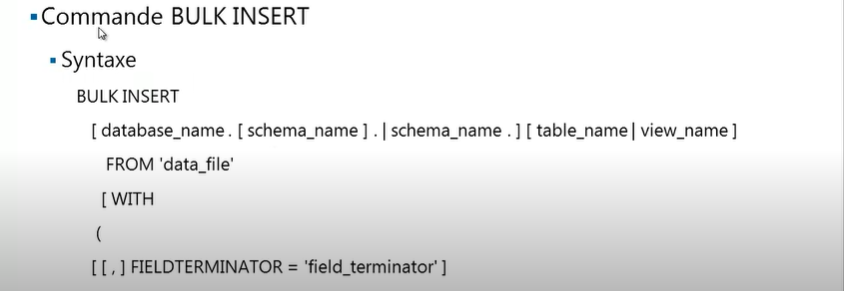 Commande BULK INSERT
Syntaxe
BULK INSERT
[ database_name . [ schema_name ] . | schema_name . ] [ table_name | view_name ]
FROM 'data_file'
[ WITH
(
[ [ , ] FIELDTERMINATOR = 'field_terminator' ]